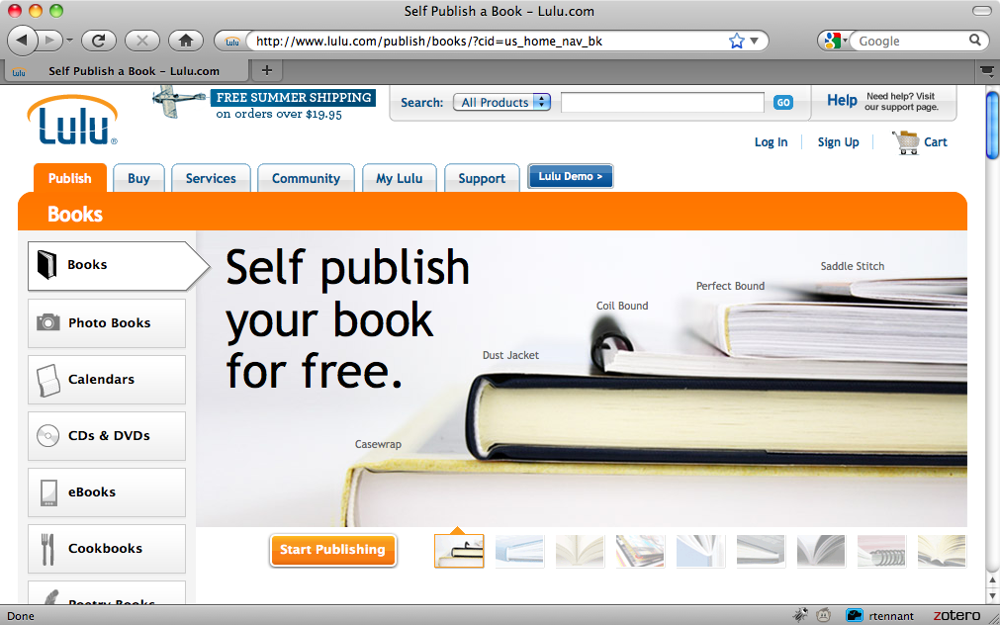 Self Publish a Book – Lulu.com
http://www.lulu.com/publish/books/?cid=us_home_nav_bk
Google
Self Publish a Book – Lulu.com
Lulu
FREE SUMMER SHIPPING
on orders over $19.95
Search:
All Products
GO
Help
Need help? Visit
our support page.
Log In
Sign Up
Cart
Publish
Buy
Services
Community
My Lulu
Support
Lulu Demo >
Books
Books
Photo Books
Calendars
CDs & DVDs
eBooks
Cookbooks
Poetry Books
Self publish
your book
for free.
Saddle Stitch
Perfect Bound
Coil Bound
Dust Jacket
Casewrap
Start Publishing
Done
rtennant
zotero